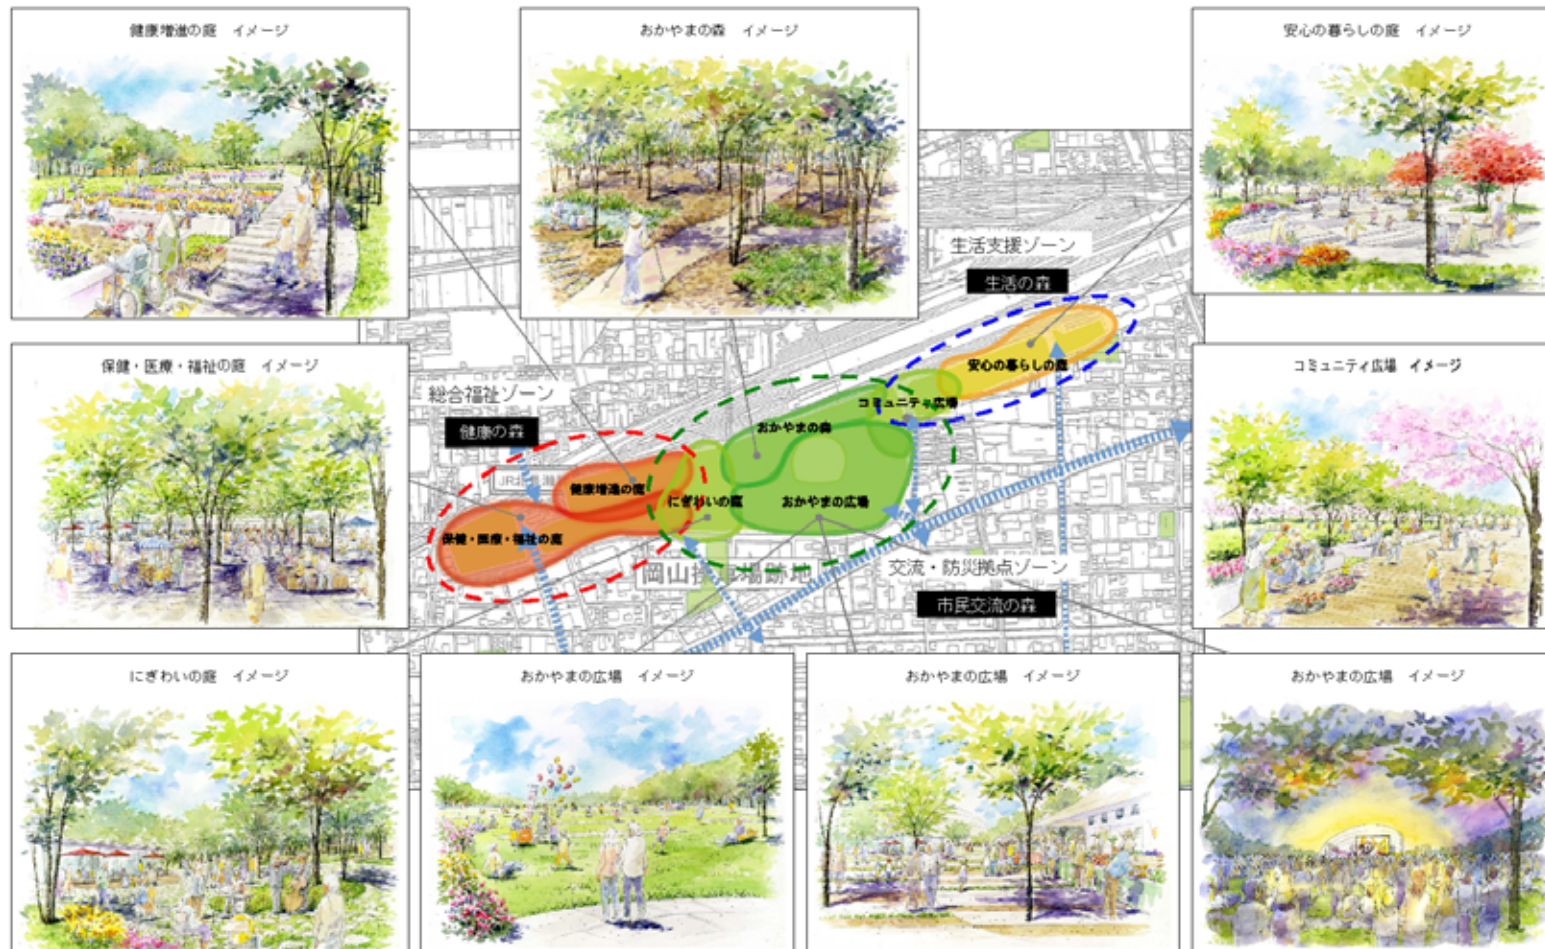 健康増進の庭 イメージ
おかやまの森 イメージ
安心の暮らしの庭 イメージ
生活支援ゾーン
生活の森
保健・医療・福祉の庭 イメージ
コミュニティ広場 イメージ
安心の暮らしの庭
総合福祉ゾーン
コミュニティ広場
健康の森
おかやまの森
健康増進の庭
にぎわいの庭
おかやまの広場
保健・医療・福祉の庭
岡山操車場跡地
交流・防災拠点ゾーン
市民交流の森
にぎわいの庭 イメージ
おかやまの広場 イメージ
おかやまの広場 イメージ
おかやまの広場 イメージ